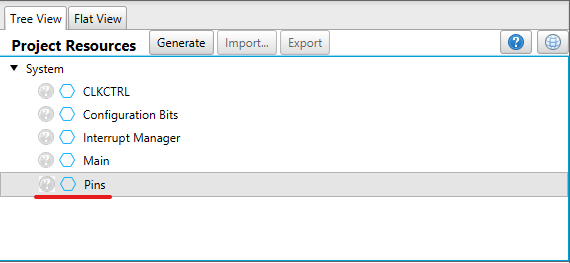 Tree View Flat View
Project Resources Generate Import... Export ?
System
? CLKCTRL
? Configuration Bits
? Interrupt Manager
? Main
? Pins